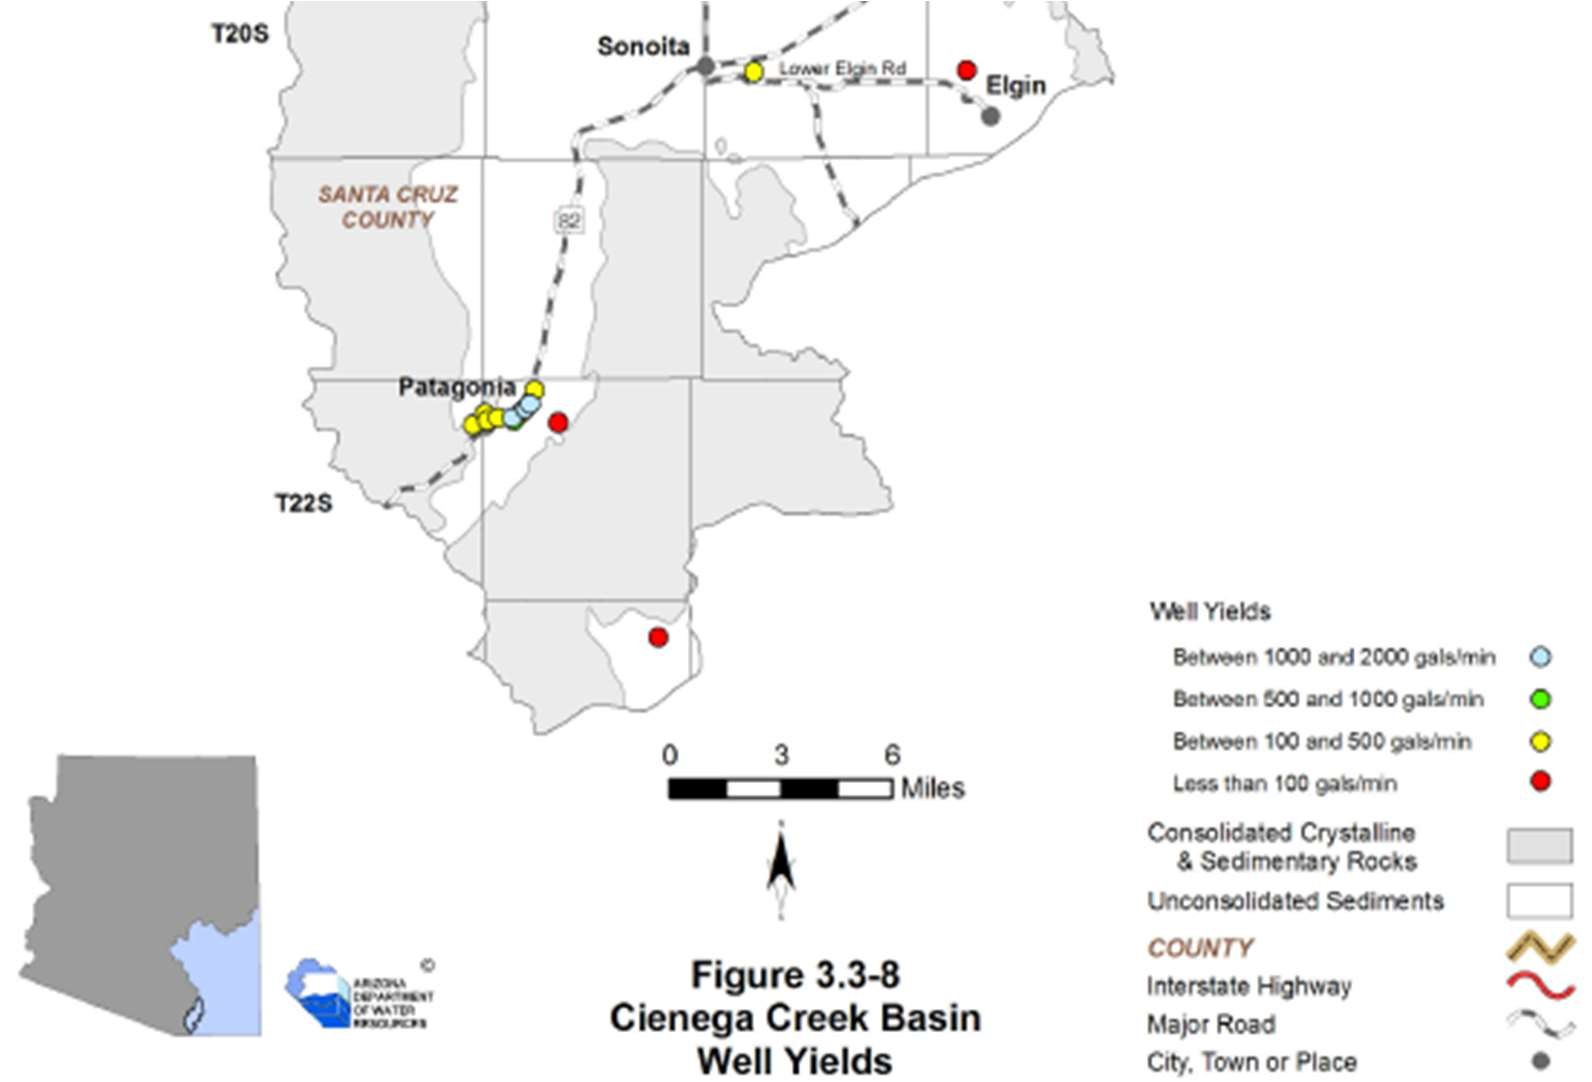 T20S
Sonoita
Lower Elgin Rd
Elgin
SANTA CRUZ
COUNTY
82
Patagonia
T22S
Well Yields
Between 1000 and 2000 gals/min
Between 500 and 1000 gals/min
Between 100 and 500 gals/min
Less than 100 gals/min
0 3 6
Miles
Consolidated Crystalline
& Sedimentary Rocks
Unconsolidated Sediments
COUNTY
Interstate Highway
Major Road
City, Town or Place
©
ARIZONA
DEPARTMENT
OF WATER
RESOURCES
Figure 3.3-8
Cienega Creek Basin
Well Yields